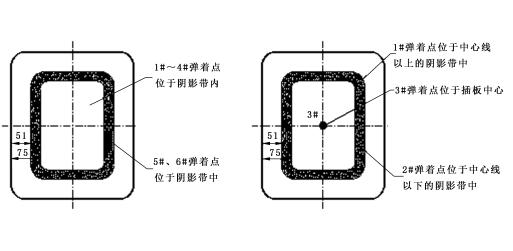 1#～4#弹着点
位于阴影带内
51
75
5#、6#弹着点
位于阴影带中
1#弹着点位于中心线
以上的阴影带中
3#弹着点位于插板中心
3#
51
75
2#弹着点位于中心线
以下的阴影带中